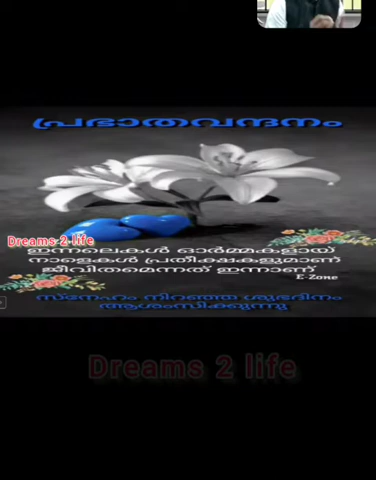 പ്രഭാതവന്ദനം
Dreams 2 life
ഇന്നലെകൾ ഓർമ്മകളായ്
നാളെകൾ പ്രതീക്ഷകളുമാണ്
ജീവിതമെന്നത് ഇന്നാണ്
E-Zone
സ്നേഹം നിറഞ്ഞ ശുഭദിനം
ആശംസിക്കുന്നു
Dreams 2 life